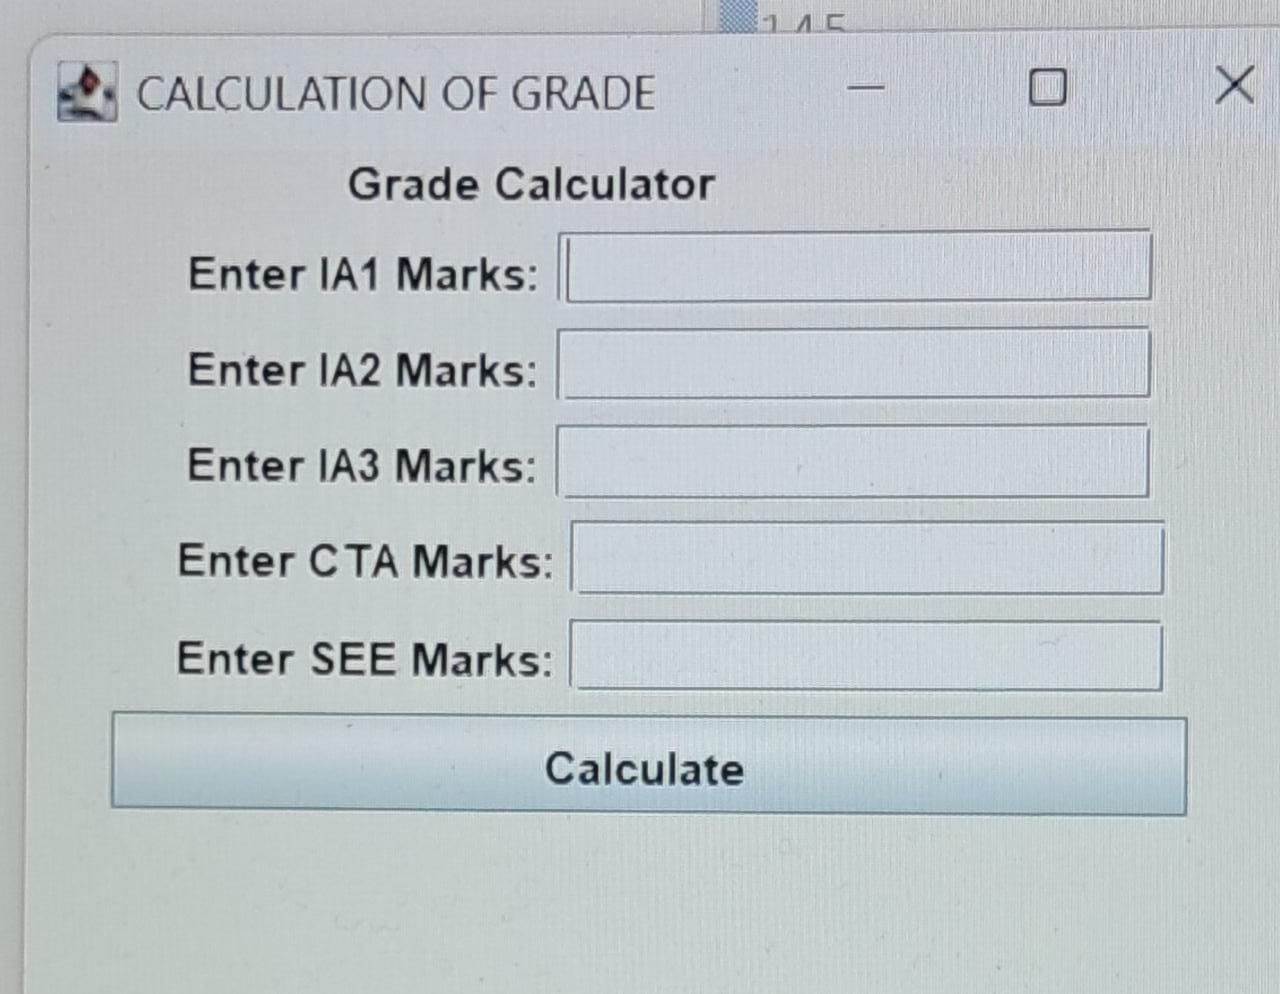 145
CALCULATION OF GRADE
Grade Calculator
Enter IA1 Marks:
Enter IA2 Marks:
Enter IA3 Marks:
Enter CTA Marks:
Enter SEE Marks:
Calculate